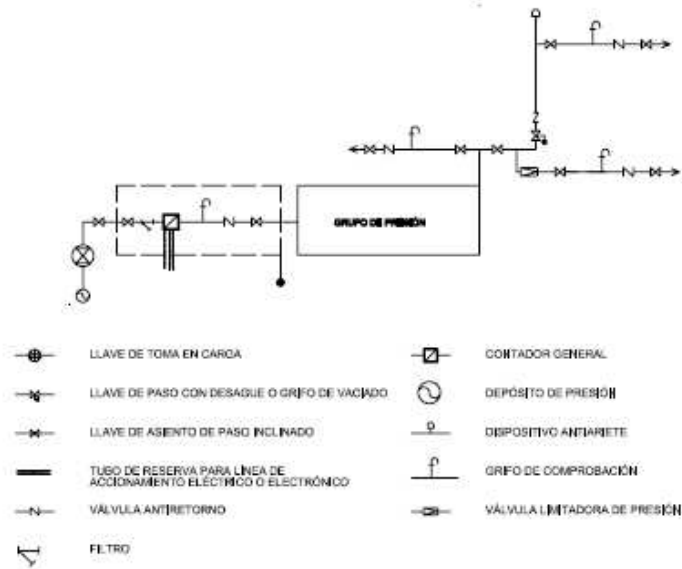 GRUPO DE PRESIÓN
LLAVE DE TOMA EN CARGA
CONTADOR GENERAL
LLAVE DE PASO CON DESAGUE O GRIFO DE VACIADO
DEPÓSITO DE PRESIÓN
LLAVE DE ASIENTO DE PASO INCLINADO
DISPOSITIVO ANTIARIETE
TUBO DE RESERVA PARA LÍNEA DE
ACCIONAMIENTO ELÉCTRICO O ELECTRÓNICO
GRIFO DE COMPROBACIÓN
VÁLVULA ANTIRETORNO
VÁLVULA LIMITADORA DE PRESIÓN
FILTRO